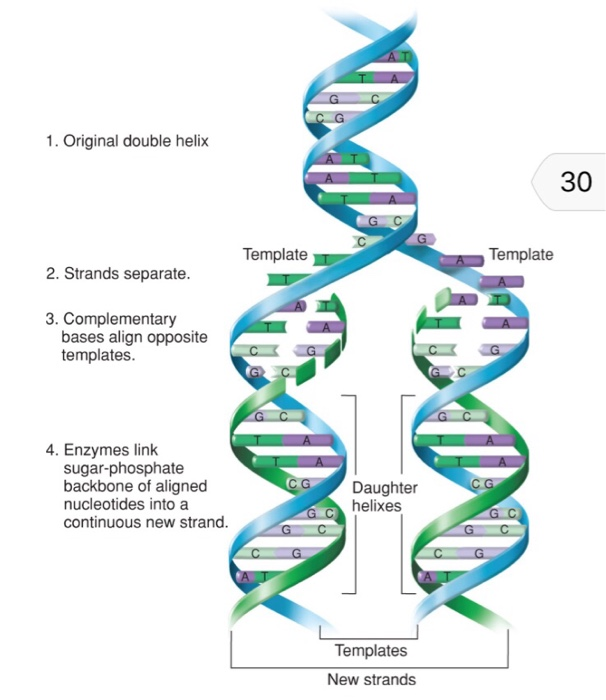 A T
T A
G C
C G
1. Original double helix
A T
A T
T A
30
G C
C G
Template T A Template
2. Strands separate.
T A
A T A T
3. Complementary
bases align opposite
templates.
T A T A
C G C G
G C G C
G C G C
T A T A
4. Enzymes link
sugar-phosphate
backbone of aligned
nucleotides into a
continuous new strand.
T A T A
C G C G
Daughter
helixes
G C G C
G C G C
C G C G
A T A T
Templates
New strands